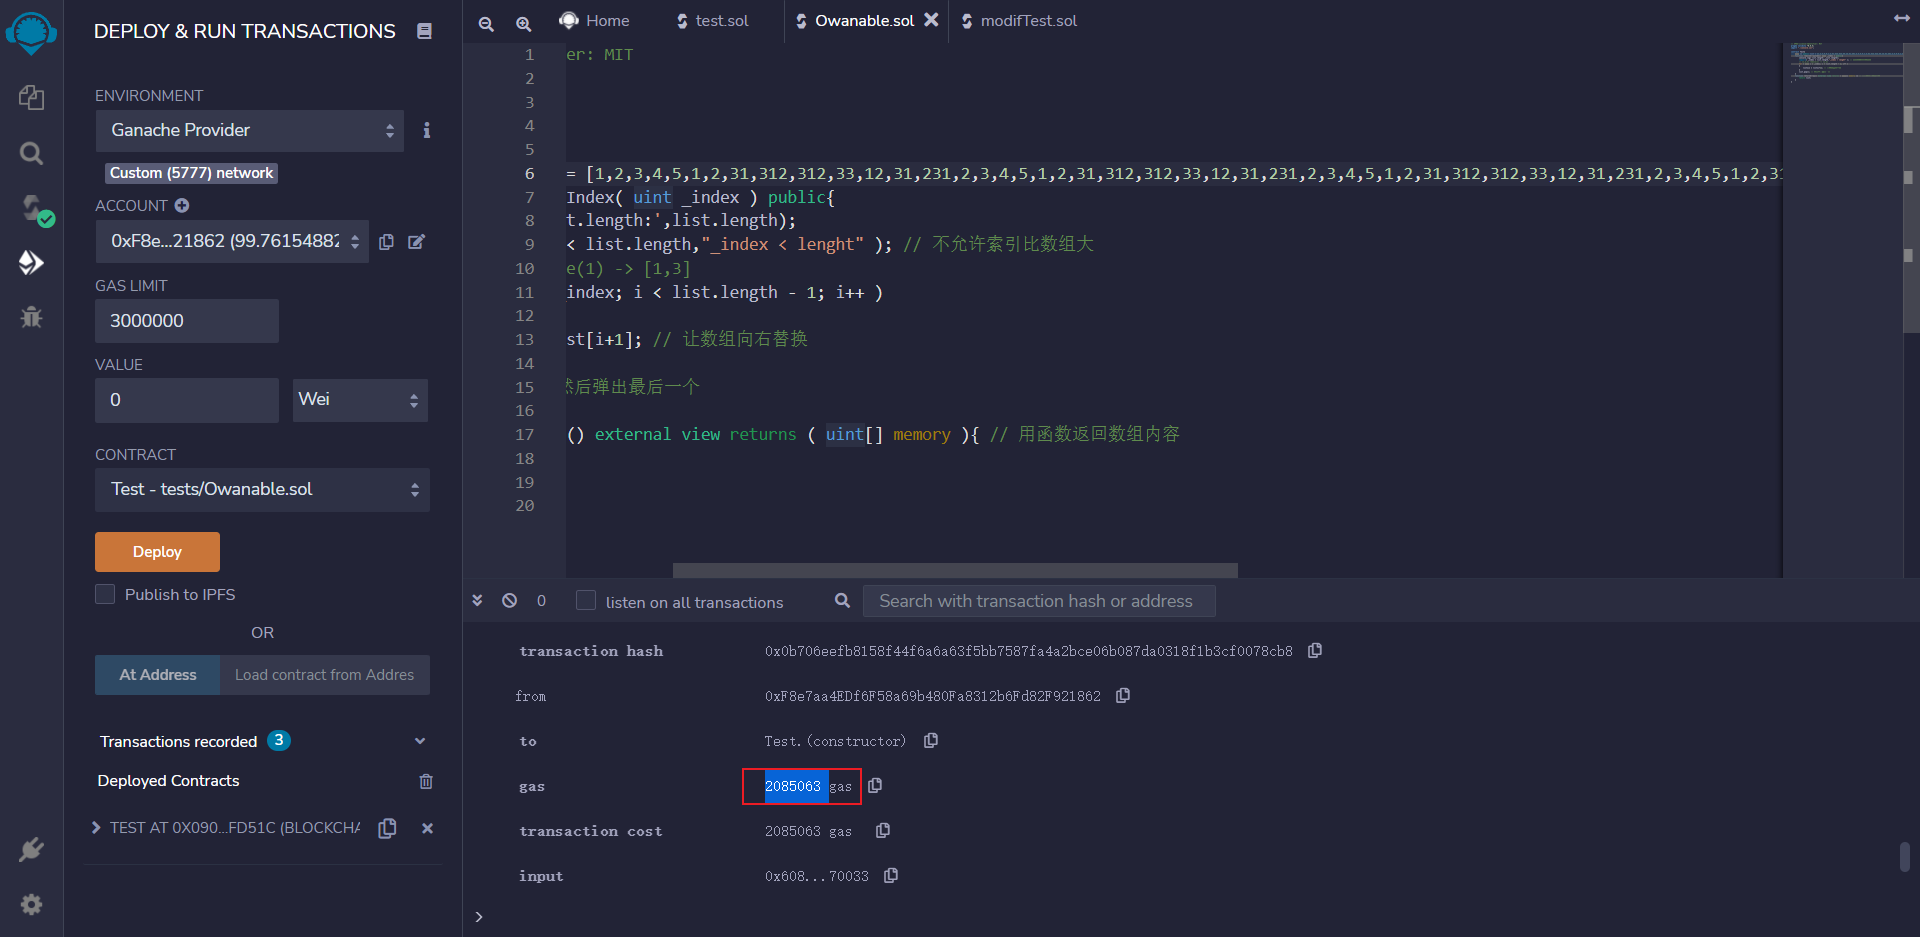 DEPLOY & RUN TRANSACTIONS
ENVIRONMENT
Ganache Provider
Custom (5777) network
ACCOUNT
0xF8e...21862 (99.76154882
GAS LIMIT
3000000
VALUE
0
Wei
CONTRACT
Test - tests/Owanable.sol
Deploy
Publish to IPFS
OR
At Address
Load contract from Addres
Transactions recorded 3
Deployed Contracts
TEST AT 0X090...FD51C (BLOCKCHA
Home
test.sol
Owanable.sol
modifTest.sol
1 er: MIT
2
3
4
5
6 = [1,2,3,4,5,1,2,31,312,312,33,12,31,231,2,3,4,5,1,2,31,312,312,33,12,31,231,2,3,4,5,1,2,31,312,312,33,12,31,231,2,3,4,5,1,2,31
7 Index( uint _index ) public{
8 t.length:',list.length);
9 < list.length,"_index < lenght" ); // 不允许索引比数组大
10 e(1) -> [1,3]
11 index; i < list.length - 1; i++ )
12
13 st[i+1]; // 让数组向右替换
14
15 然后弹出最后一个
16
17 () external view returns ( uint[] memory ){ // 用函数返回数组内容
18
19
20
0
listen on all transactions
Search with transaction hash or address
transaction hash 0x0b706eefb8158f44f6a6a63f5bb7587fa4a2bce06b087da0318f1b3cf0078cb8
from 0xF8e7aa4EDf6F58a69b480Fa8312b6Fd82F921862
to Test.(constructor)
gas 2085063 gas
transaction cost 2085063 gas
input 0x608...70033
>